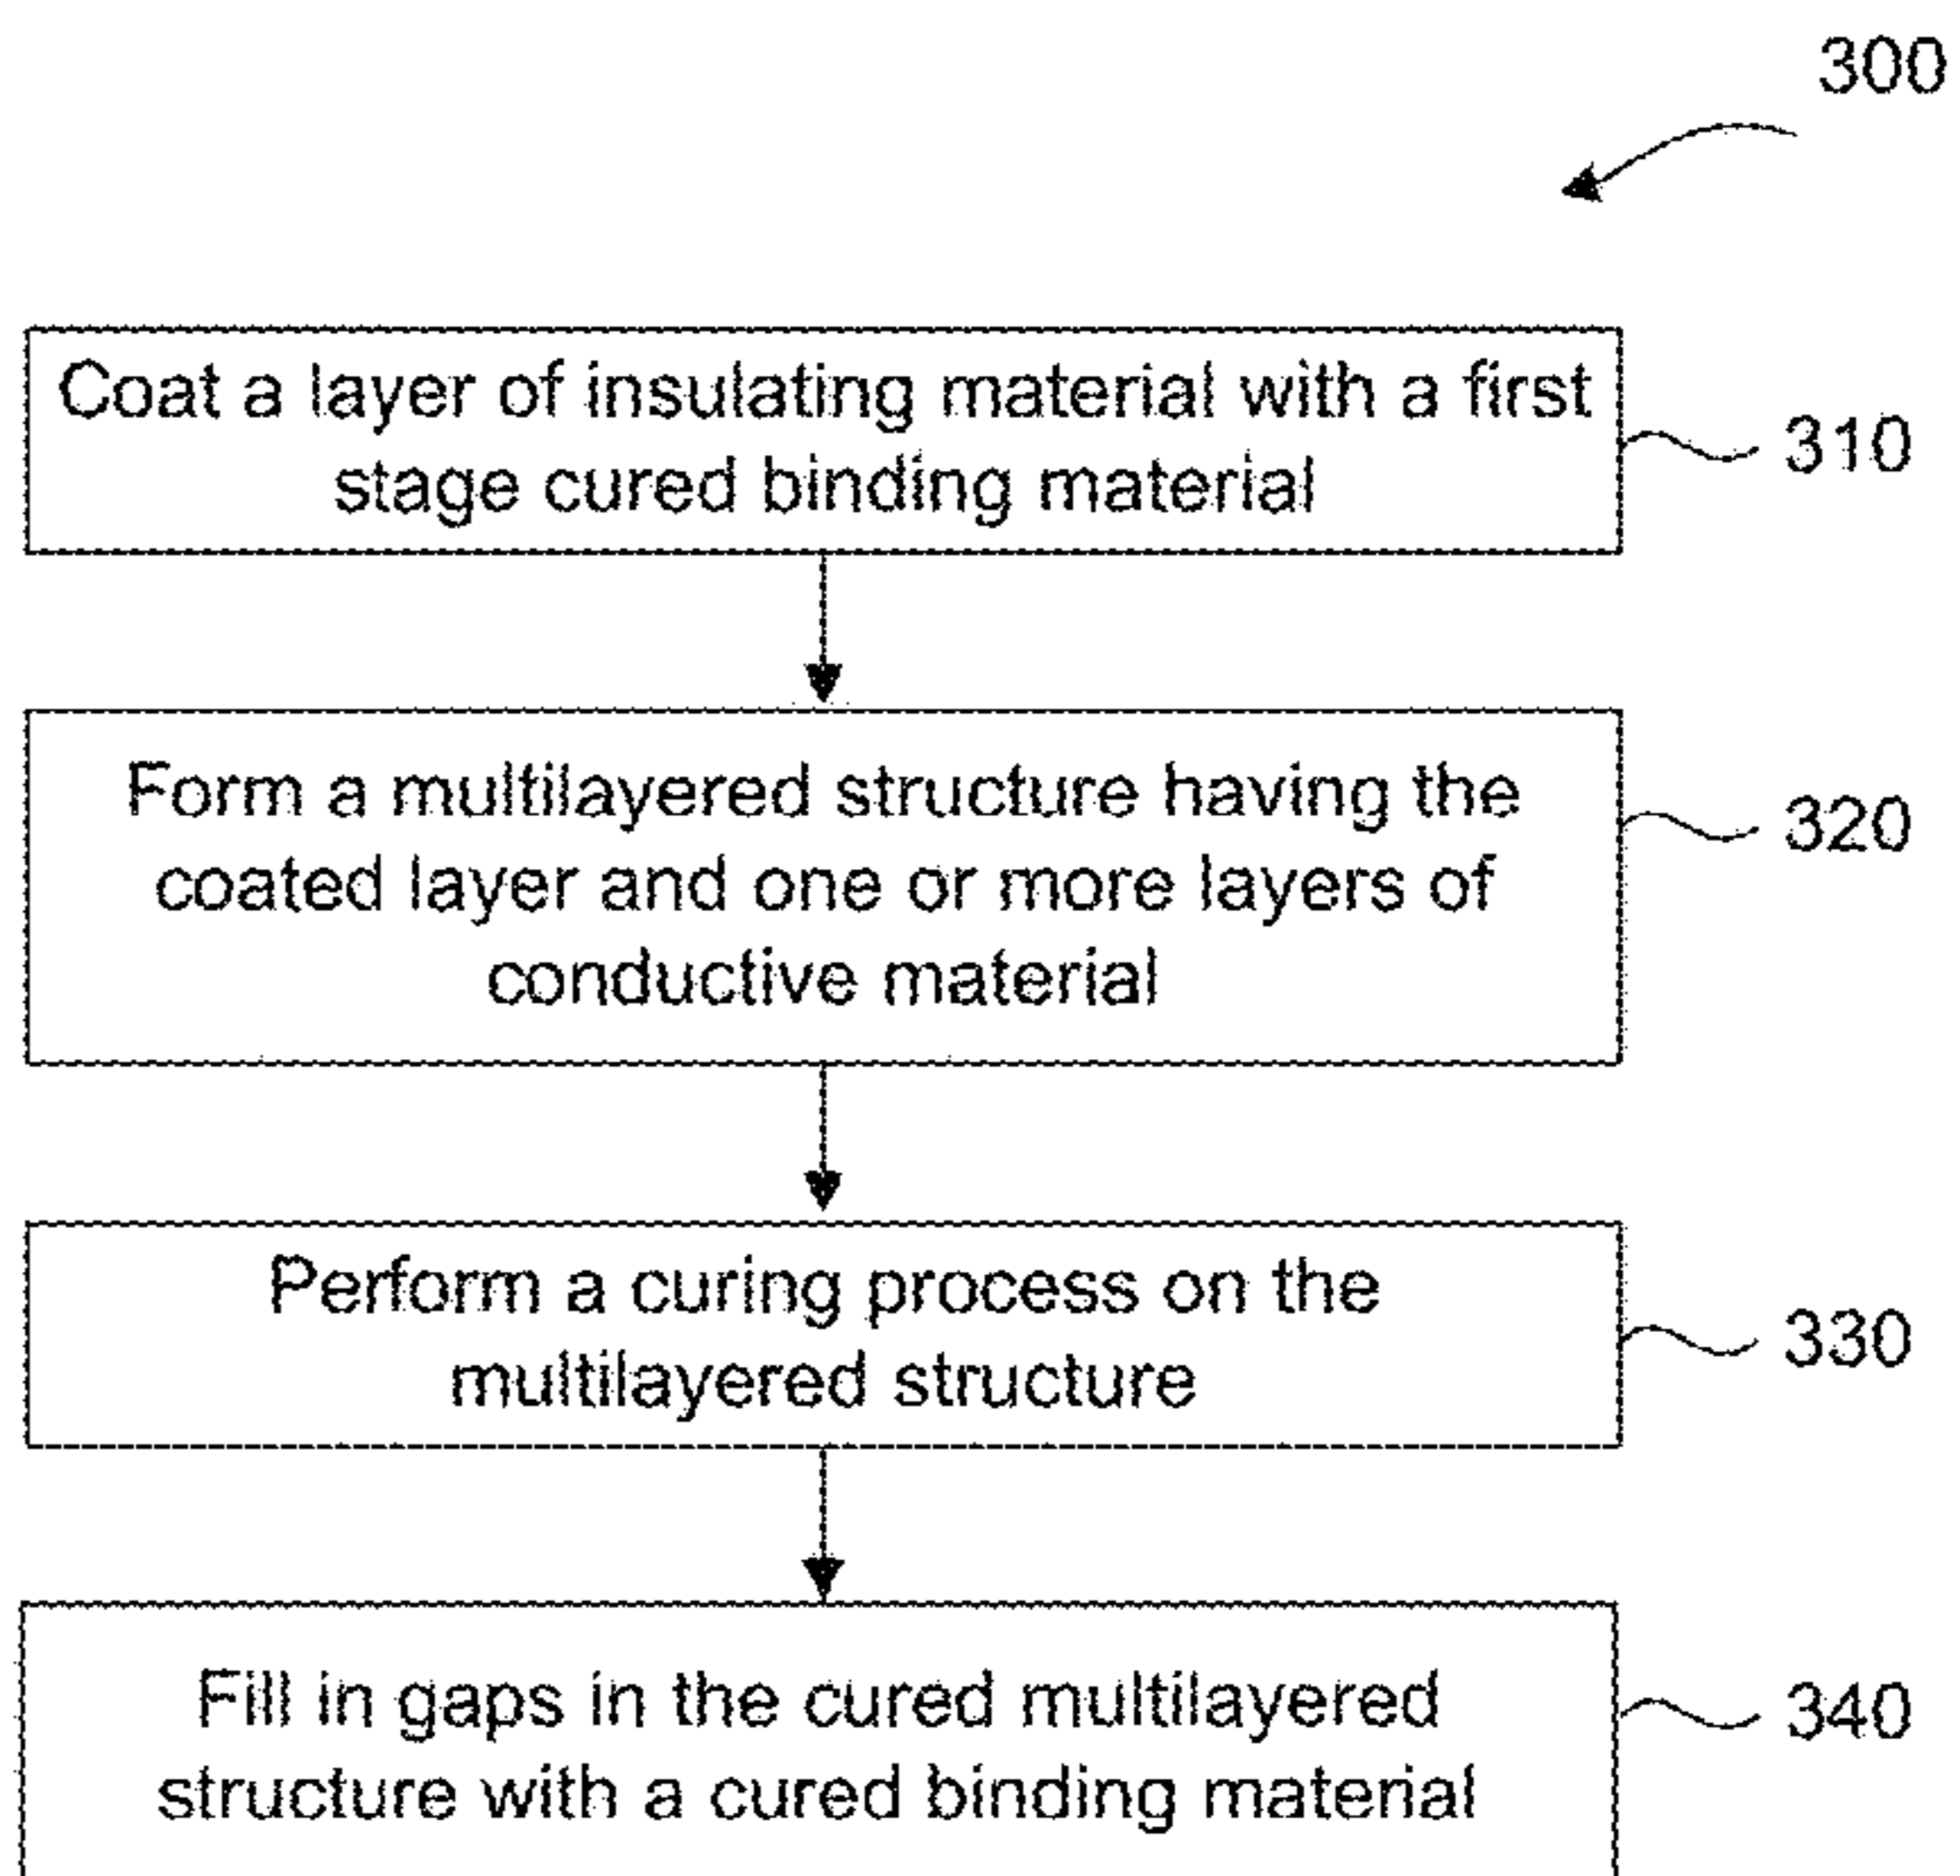 300
Coat a layer of insulating material with a first
stage cured binding material
310
Form a multilayered structure having the
coated layer and one or more layers of
conductive material
320
Perform a curing process on the
multilayered structure
330
Fill in gaps in the cured multilayered
structure with a cured binding material
340